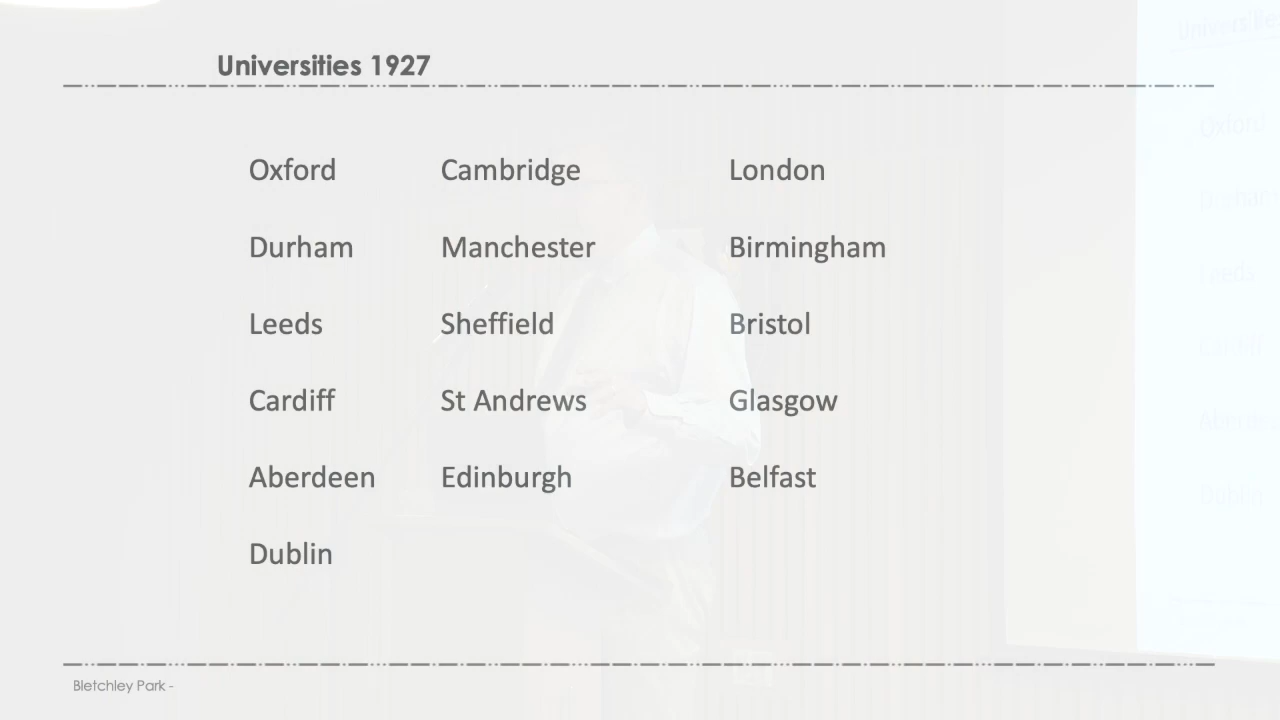 Universities 1927
Oxford Cambridge London
Durham Manchester Birmingham
Leeds Sheffield Bristol
Cardiff St Andrews Glasgow
Aberdeen Edinburgh Belfast
Dublin
Bletchley Park -